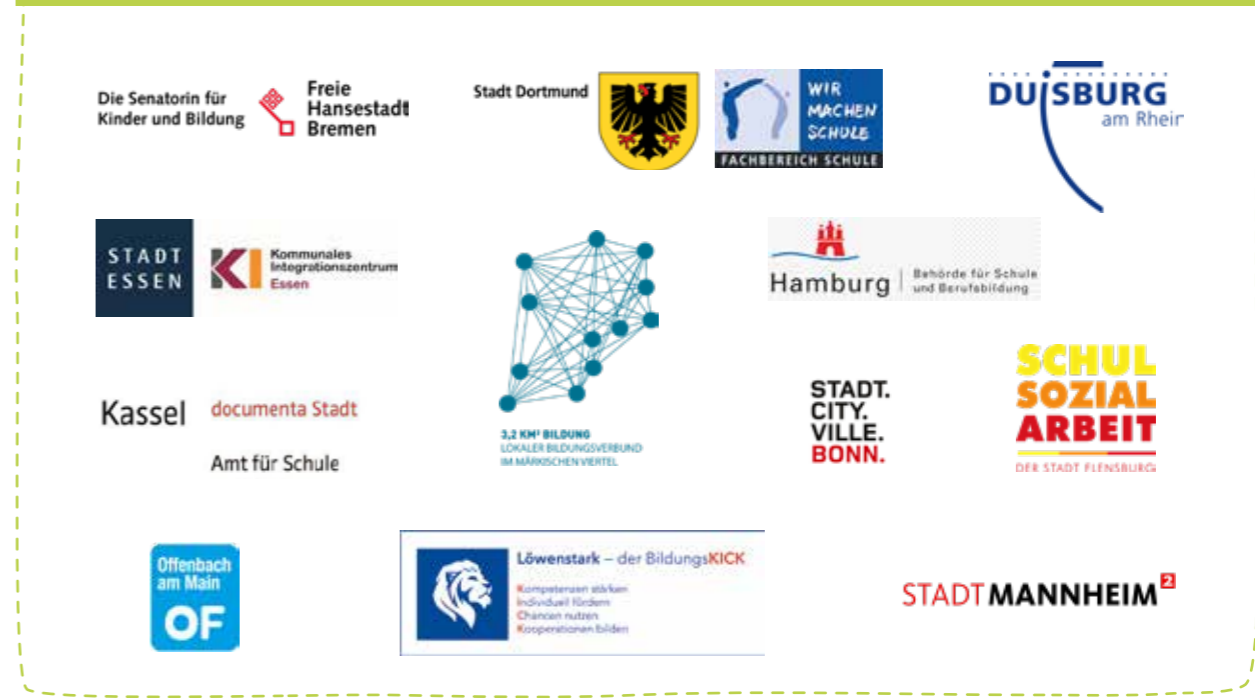 Die Senatorin für
Kinder und Bildung
Freie
Hansestadt
Bremen
Stadt Dortmund
WIR
MACHEN
SCHULE
FACHBEREICH SCHULE
DUISBURG
am Rhein
STADT
ESSEN
KI
Kommunales
Integrationszentrum
Essen
Hamburg
Behörde für Schule
und Berufsbildung
Kassel
documenta Stadt
Amt für Schule
3,2 KM² BILDUNG
LOKALER BILDUNGSVERBUND
IM MÄRKISCHEN VIERTEL
STADT.
CITY.
VILLE.
BONN.
SCHUL
SOZIAL
ARBEIT
DER STADT FLENSBURG
Offenbach
am Main
OF
Löwenstark – der BildungsKICK
Kompetenzen stärken
Individuell fördern
Chancen nutzen
Kooperationen bilden
STADTMANNHEIM²